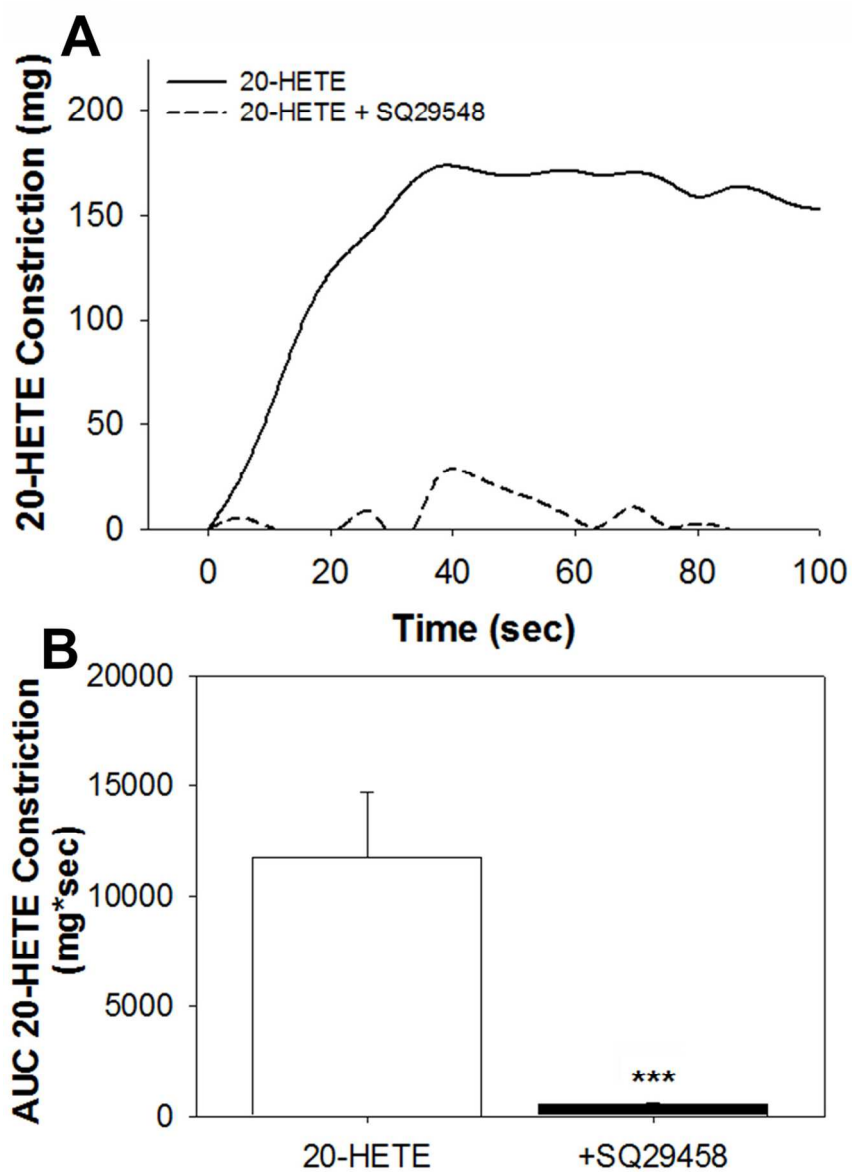 A
20-HETE Constriction (mg)
20-HETE
20-HETE + SQ29548
200
150
100
50
0
0 20 40 60 80 100
Time (sec)
B
AUC 20-HETE Constriction
(mg*sec)
20000
15000
10000
5000
0
***
20-HETE +SQ29458